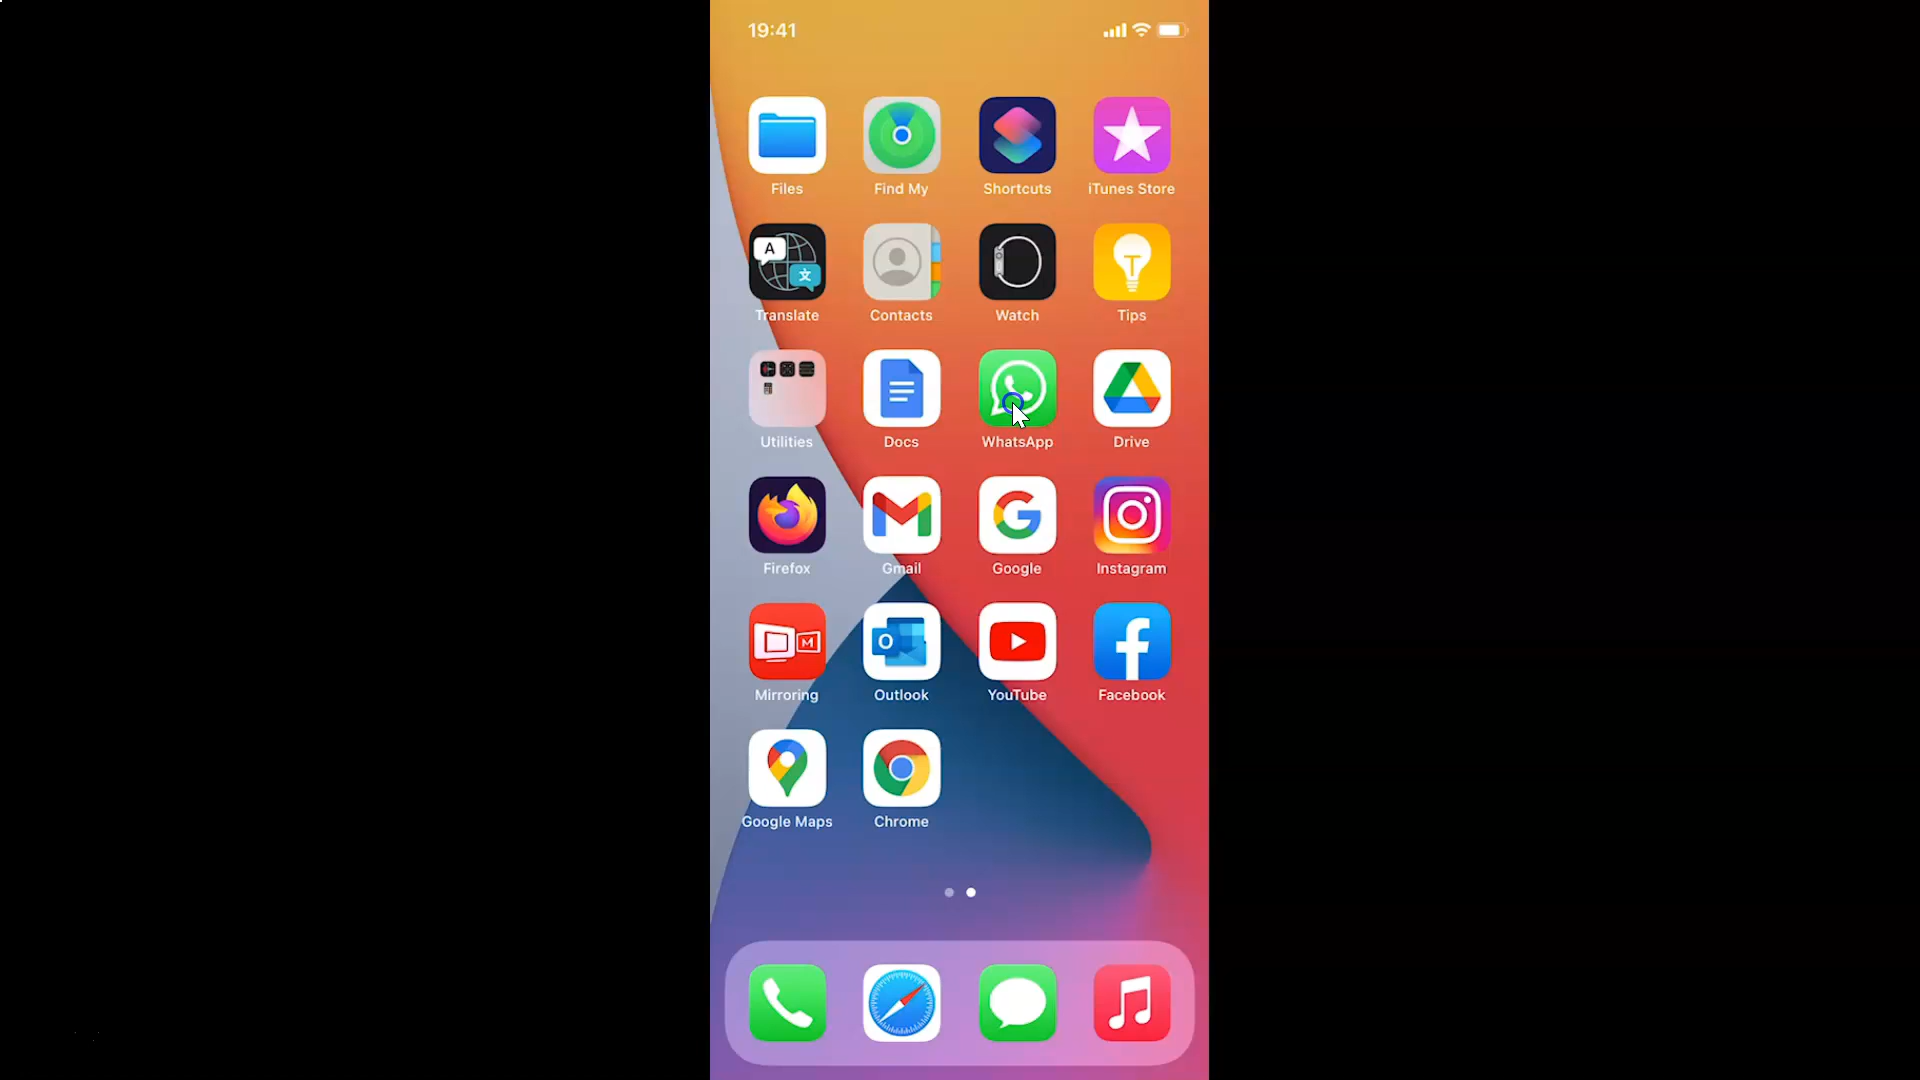 19:41
Files Find My Shortcuts iTunes Store
A 文 T
Translate Contacts Watch Tips
Utilities Docs WhatsApp Drive
Firefox Gmail Google Instagram
M O
Mirroring Outlook YouTube Facebook
Google Maps Chrome